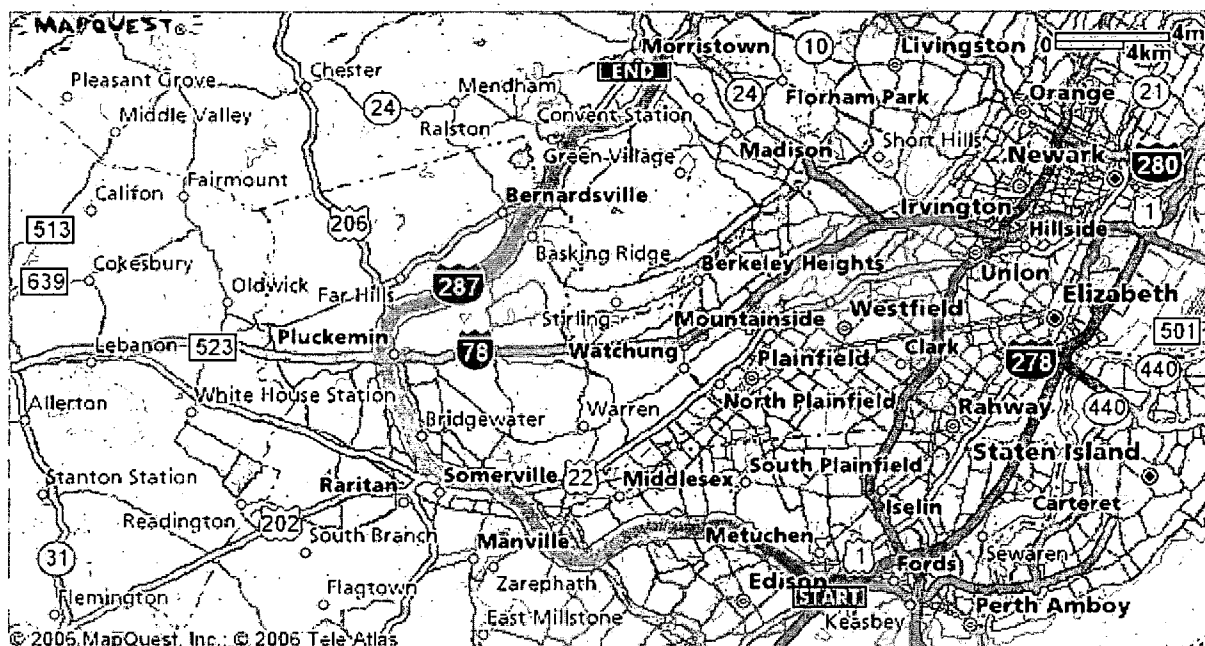 MAPQUEST®
Morristown
10
Livingston
0 4m
4km
Pleasant Grove
Chester
END
24
Mendham
24
Florham Park
Orange
21
Middle Valley
Ralston
Convent Station
Short Hills
Green Village
Madison
Newark
280
Califon
Fairmount
Bernardsville
Irvington
1
513
206
Hillside
Basking Ridge
639
Cokesbury
Oldwick
Far Hills
287
Berkeley Heights
Union
Elizabeth
Stirling
Mountainside
Westfield
501
Lebanon
523
Pluckemin
78
Watchung
Plainfield
Clark
278
440
Allerton
White House Station
Bridgewater
Warren
North Plainfield
Rahway
440
Stanton Station
Raritan
Somerville
22
Middlesex
South Plainfield
Staten Island
Iselin
Carteret
Readington
202
South Branch
Manville
Metuchen
1
31
Zarephath
Fords
Sewaren
Flemington
Flagtown
Edison
START
East Millstone
Keasbey
Perth Amboy
© 2006 MapQuest, Inc.; © 2006 Tele Atlas